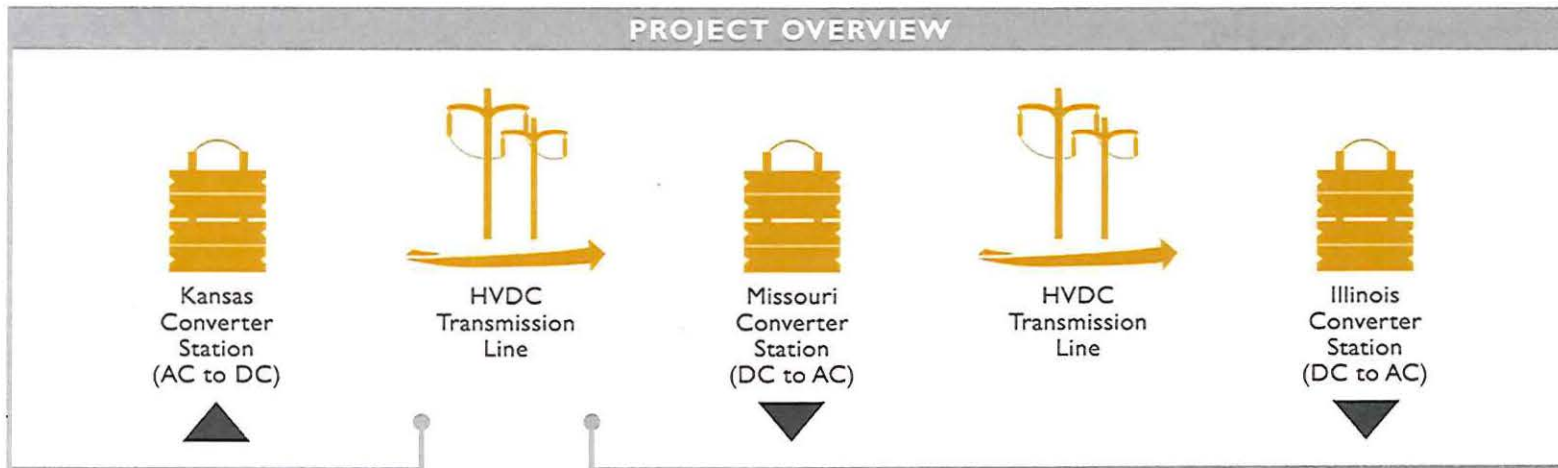 PROJECT OVERVIEW
Kansas
Converter
Station
(AC to DC)
HVDC
Transmission
Line
Missouri
Converter
Station
(DC to AC)
HVDC
Transmission
Line
Illinois
Converter
Station
(DC to AC)